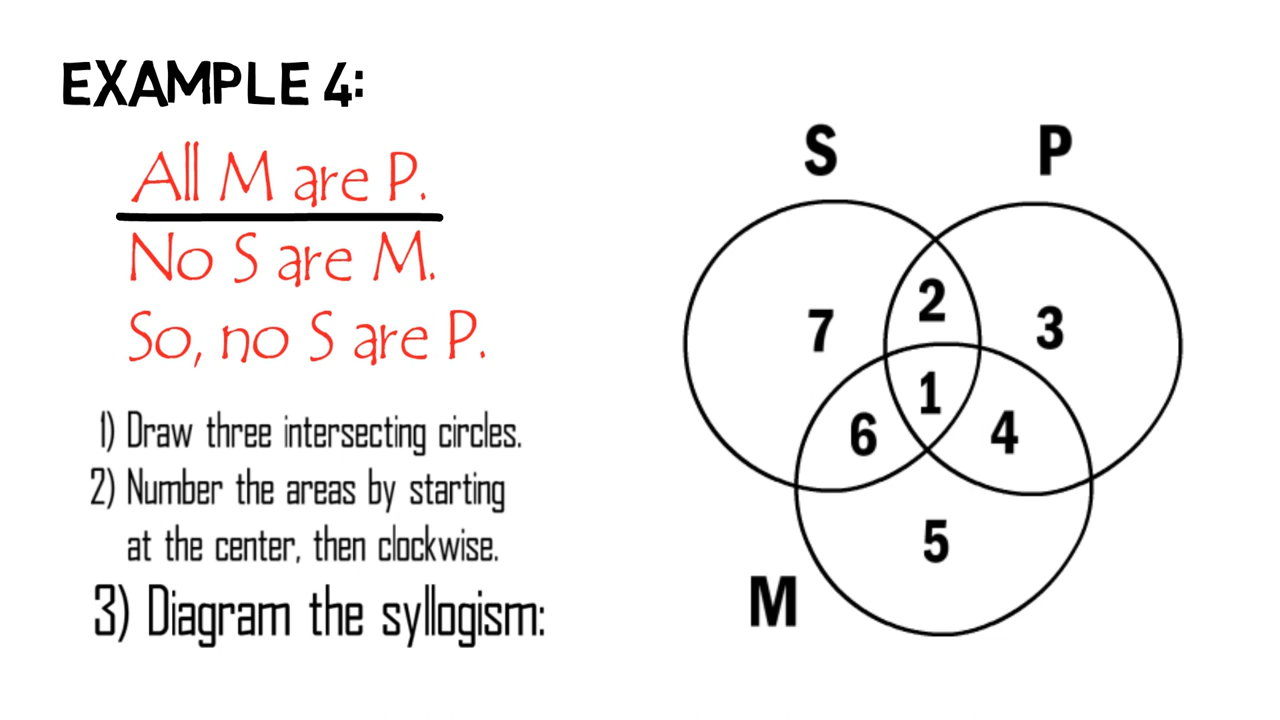 EXAMPLE 4:
All M are P.
No S are M.
So, no S are P.
1) Draw three intersecting circles.
2) Number the areas by starting
at the center, then clockwise.
3) Diagram the syllogism:
S
P
2
7
3
1
6
4
5
M